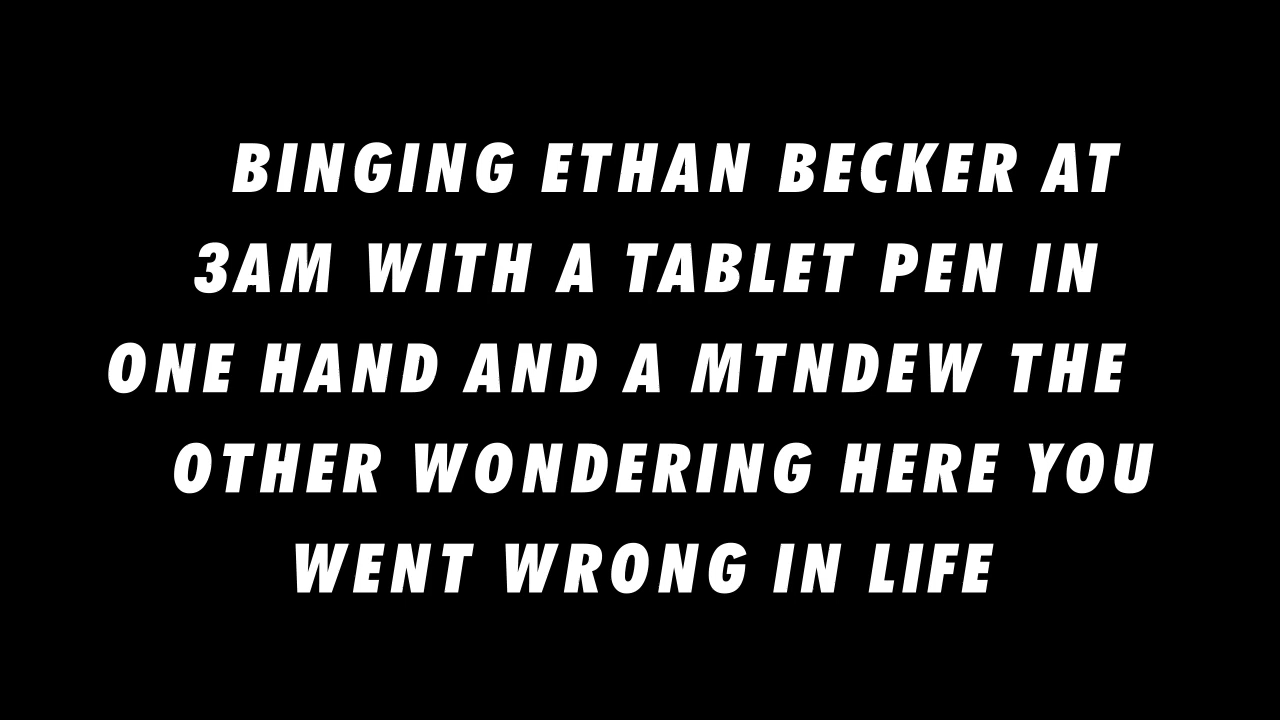 BINGING ETHAN BECKER AT
3AM WITH A TABLET PEN IN
ONE HAND AND A MTNDEW THE
OTHER WONDERING HERE YOU
WENT WRONG IN LIFE